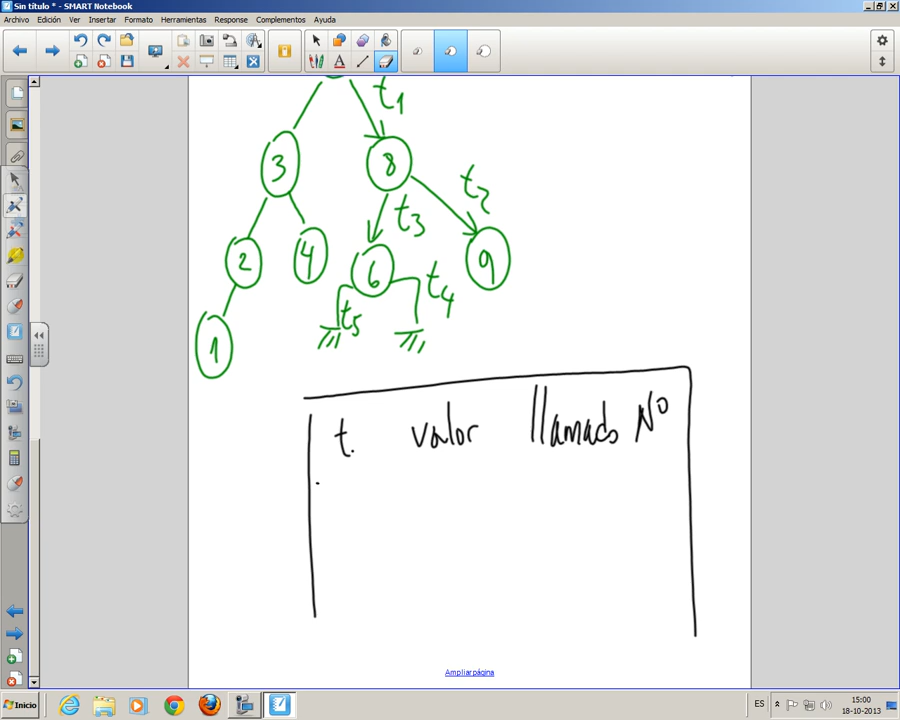 Sin título * - SMART Notebook
Archivo Edición Ver Insertar Formato Herramientas Response Complementos Ayuda
t1
3 8
t2
t3
2 4 6 9
t4
t5
1
t. valor llamado Nº
Ampliar página
Inicio
ES
15:00
18-10-2013